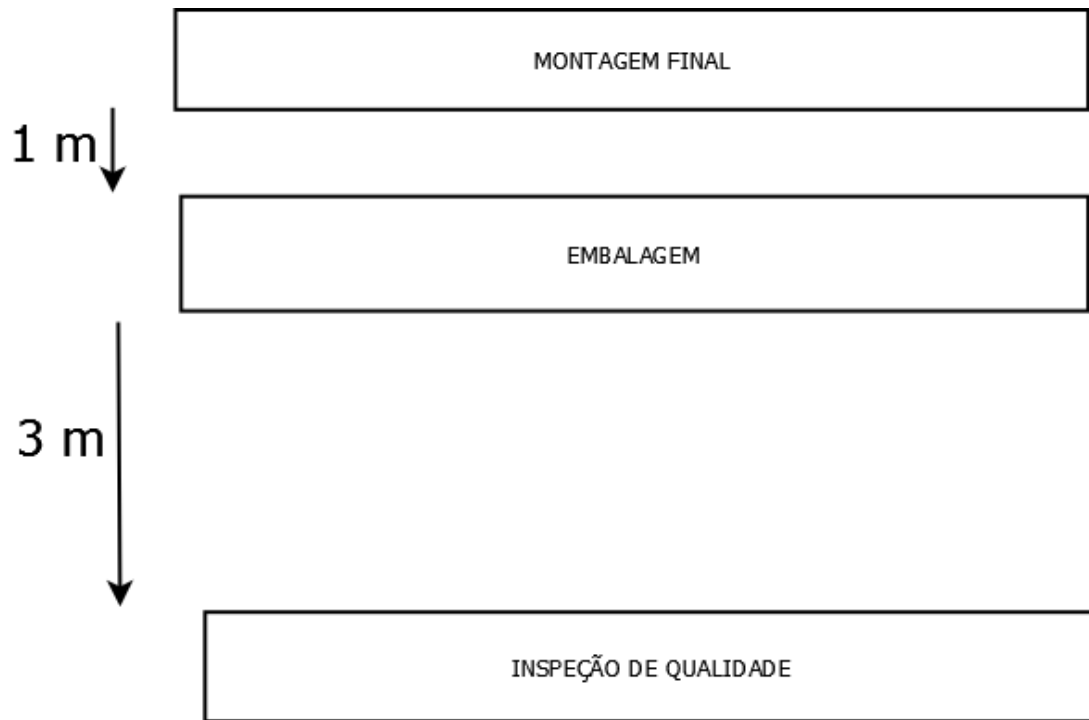 MONTAGEM FINAL
1 m
EMBALAGEM
3 m
INSPEÇÃO DE QUALIDADE